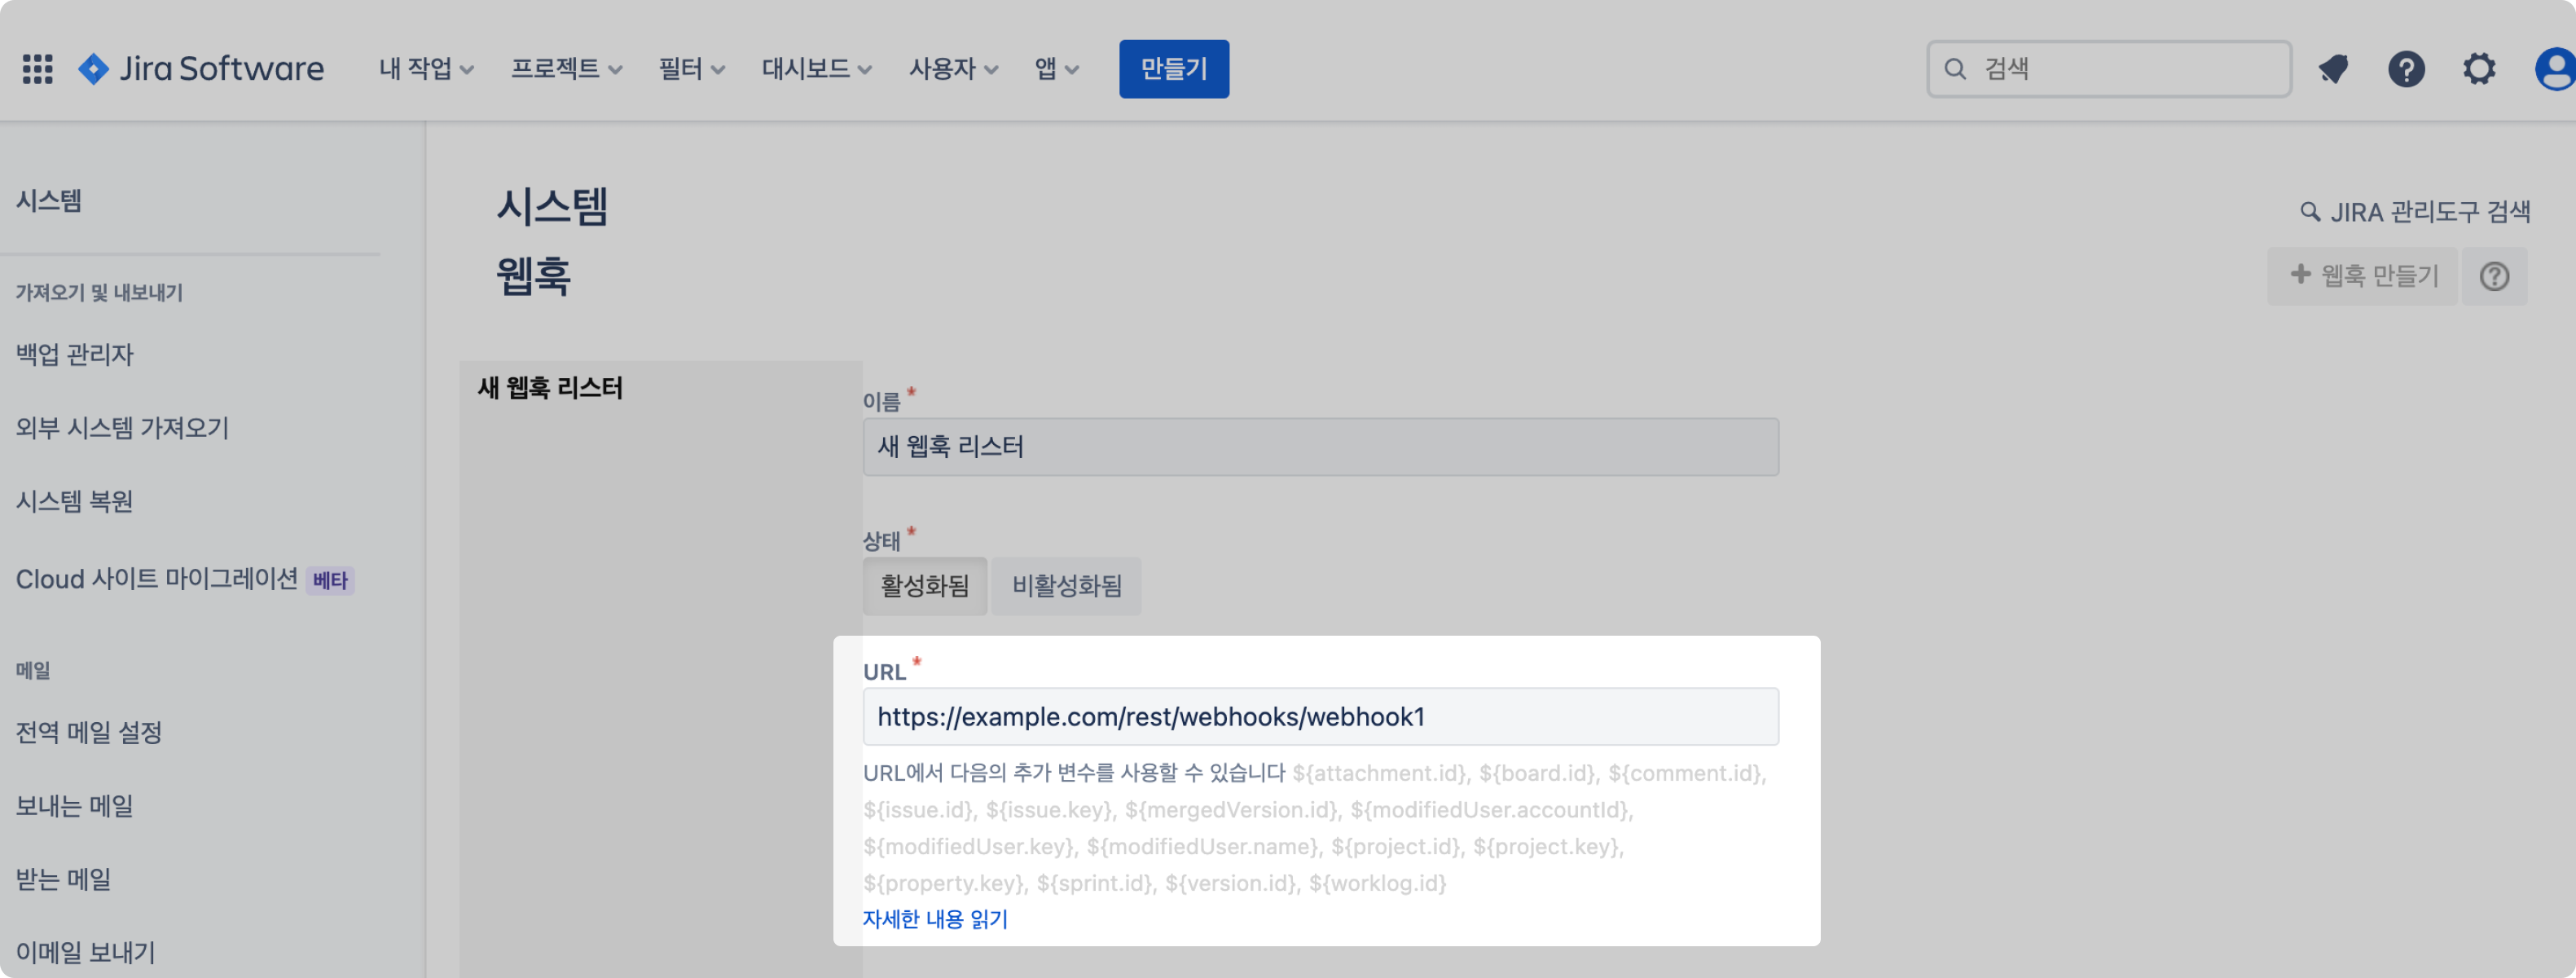 Jira Software 내 작업 프로젝트 필터 대시보드 사용자 앱 만들기 검색
시스템
가져오기 및 내보내기
백업 관리자
외부 시스템 가져오기
시스템 복원
Cloud 사이트 마이그레이션 베타
메일
전역 메일 설정
보내는 메일
받는 메일
이메일 보내기
시스템
JIRA 관리도구 검색
웹훅
+ 웹훅 만들기
새 웹훅 리스터
이름 *
새 웹훅 리스터
상태 *
활성화됨 비활성화됨
URL *
https://example.com/rest/webhooks/webhook1
URL에서 다음의 추가 변수를 사용할 수 있습니다 ${attachment.id}, ${board.id}, ${comment.id},
${issue.id}, ${issue.key}, ${mergedVersion.id}, ${modifiedUser.accountId},
${modifiedUser.key}, ${modifiedUser.name}, ${project.id}, ${project.key},
${property.key}, ${sprint.id}, ${version.id}, ${worklog.id}
자세한 내용 읽기